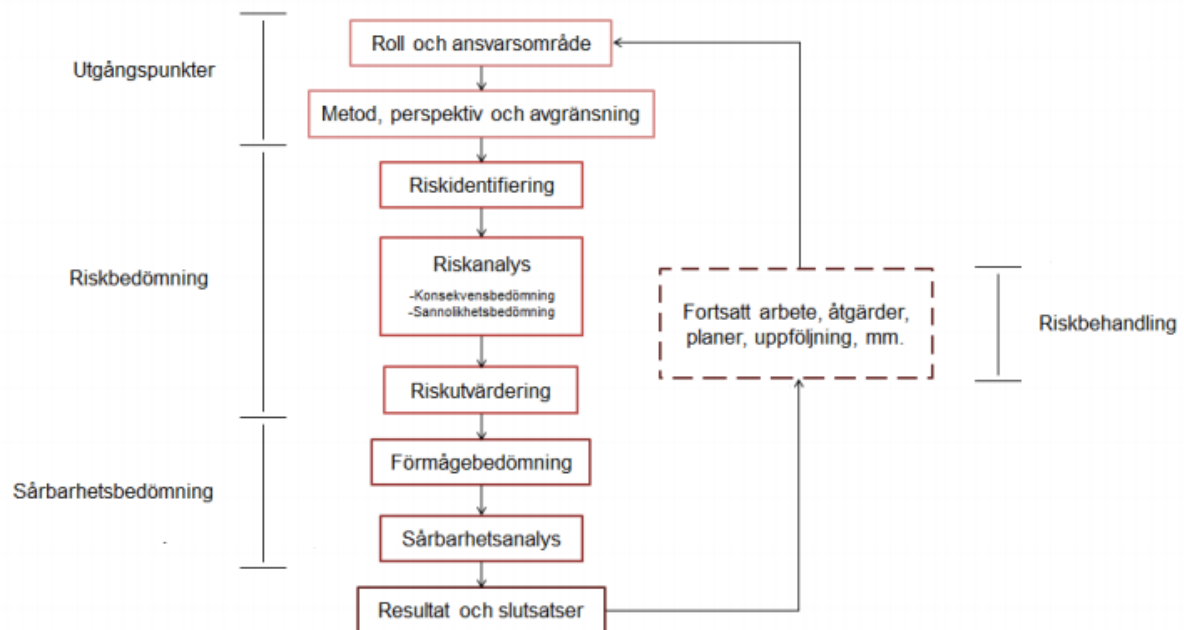 Roll och ansvarsområde
Utgångspunkter
Metod, perspektiv och avgränsning
Riskidentifiering
Riskbedömning
Riskanalys
-Konsekvensbedömning
-Sannolikhetsbedömning
Riskutvärdering
Förmågebedömning
Sårbarhetsbedömning
Sårbarhetsanalys
Resultat och slutsatser
Fortsatt arbete, åtgärder,
planer, uppföljning, mm.
Riskbehandling